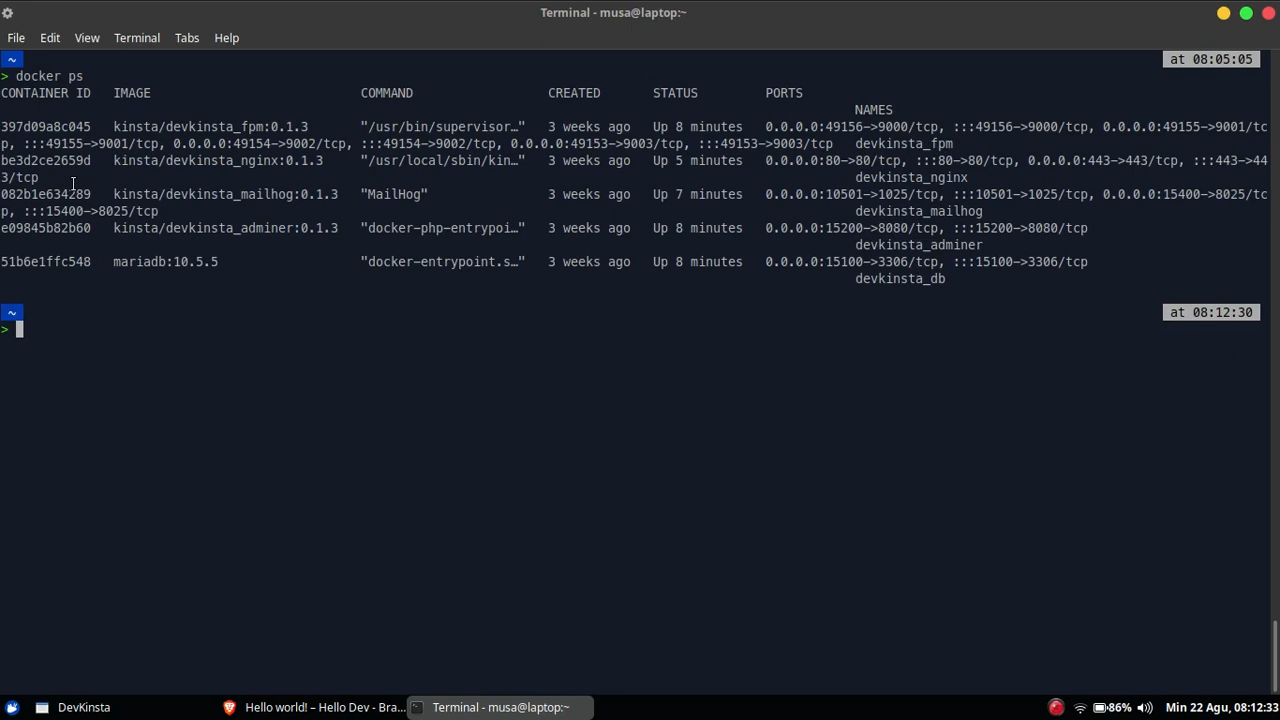 Terminal - musa@laptop:~
File Edit View Terminal Tabs Help
~ at 08:05:05
> docker ps
CONTAINER ID IMAGE COMMAND CREATED STATUS PORTS
NAMES
397d09a8c045 kinsta/devkinsta_fpm:0.1.3 "/usr/bin/supervisor…" 3 weeks ago Up 8 minutes 0.0.0.0:49156->9000/tcp, :::49156->9000/tcp, 0.0.0.0:49155->9001/tc
p, :::49155->9001/tcp, 0.0.0.0:49154->9002/tcp, :::49154->9002/tcp, 0.0.0.0:49153->9003/tcp, :::49153->9003/tcp devkinsta_fpm
be3d2ce2659d kinsta/devkinsta_nginx:0.1.3 "/usr/local/sbin/kin…" 3 weeks ago Up 5 minutes 0.0.0.0:80->80/tcp, :::80->80/tcp, 0.0.0.0:443->443/tcp, :::443->44
3/tcp devkinsta_nginx
082b1e634289 kinsta/devkinsta_mailhog:0.1.3 "MailHog" 3 weeks ago Up 7 minutes 0.0.0.0:10501->1025/tcp, :::10501->1025/tcp, 0.0.0.0:15400->8025/tc
p, :::15400->8025/tcp devkinsta_mailhog
e09845b82b60 kinsta/devkinsta_adminer:0.1.3 "docker-php-entrypoi…" 3 weeks ago Up 8 minutes 0.0.0.0:15200->8080/tcp, :::15200->8080/tcp
devkinsta_adminer
51b6e1ffc548 mariadb:10.5.5 "docker-entrypoint.s…" 3 weeks ago Up 8 minutes 0.0.0.0:15100->3306/tcp, :::15100->3306/tcp
devkinsta_db
~ at 08:12:30
>
DevKinsta Hello world! – Hello Dev - Bra... Terminal - musa@laptop:~ 86% Min 22 Agu, 08:12:33